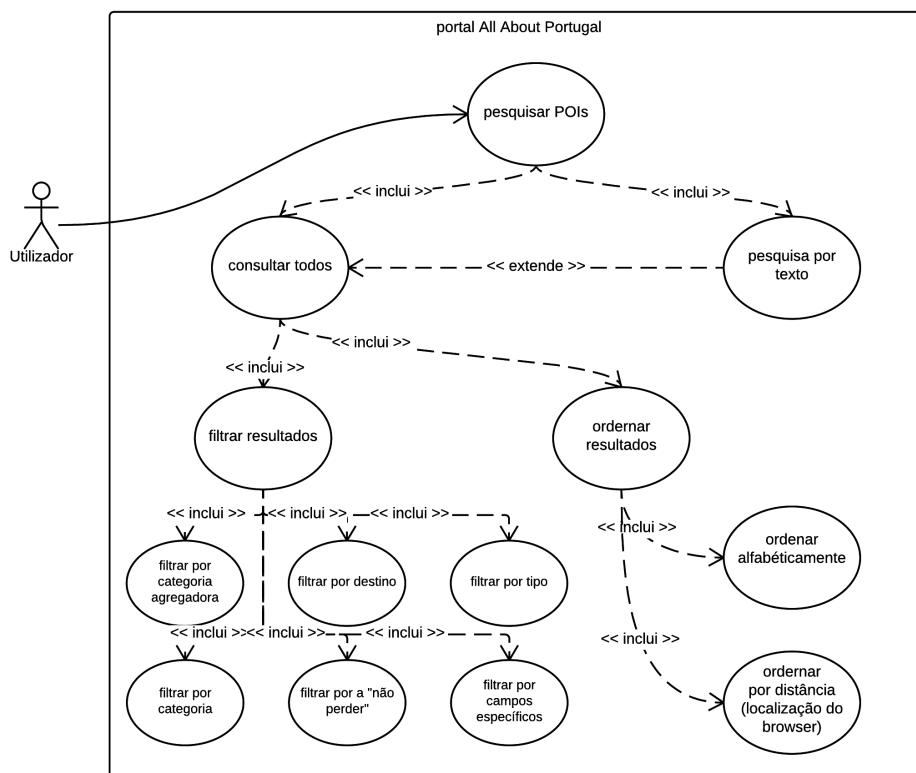 portal All About Portugal
pesquisar POIs
<< inclui >>
<< inclui >>
Utilizador
consultar todos
<< extende >>
pesquisa por
texto
<< inclui >>
<< inclui >>
filtrar resultados
ordernar
resultados
<< inclui >>
<< inclui >>
<< inclui >>
<< inclui >>
filtrar por
categoria
agregadora
filtrar por destino
filtrar por tipo
ordenar
alfabéticamente
<< inclui >>
<< inclui >>
<< inclui >>
<< inclui >>
filtrar por
categoria
filtrar por a "não
perder"
filtrar por
campos
específicos
ordernar
por distância
(localização do
browser)